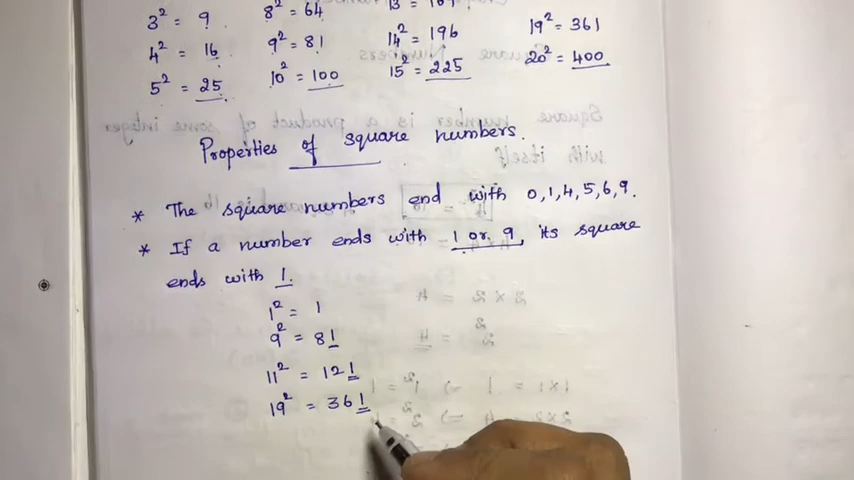 3² = 9 8² = 64 13² = 169
19² = 361
4² = 16 9² = 81 14² = 196
20² = 400
5² = 25 10² = 100 15² = 225
Properties of square numbers.
* The square numbers end with 0,1,4,5,6,9.
* If a number ends with 1 or 9, its square
ends with 1.
1² = 1
9² = 81
11² = 121
19² = 361